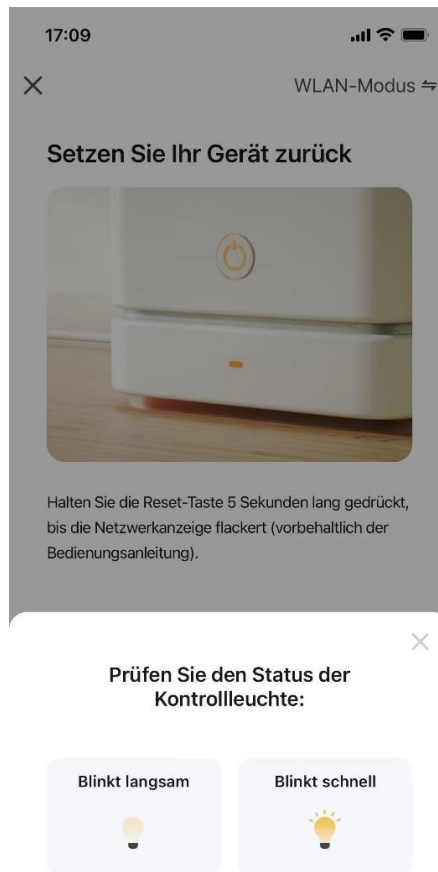 17:09
WLAN-Modus ⇋
Setzen Sie Ihr Gerät zurück
Halten Sie die Reset-Taste 5 Sekunden lang gedrückt,
bis die Netzwerkanzeige flackert (vorbehaltlich der
Bedienungsanleitung).
Prüfen Sie den Status der
Kontrollleuchte:
Blinkt langsam
Blinkt schnell